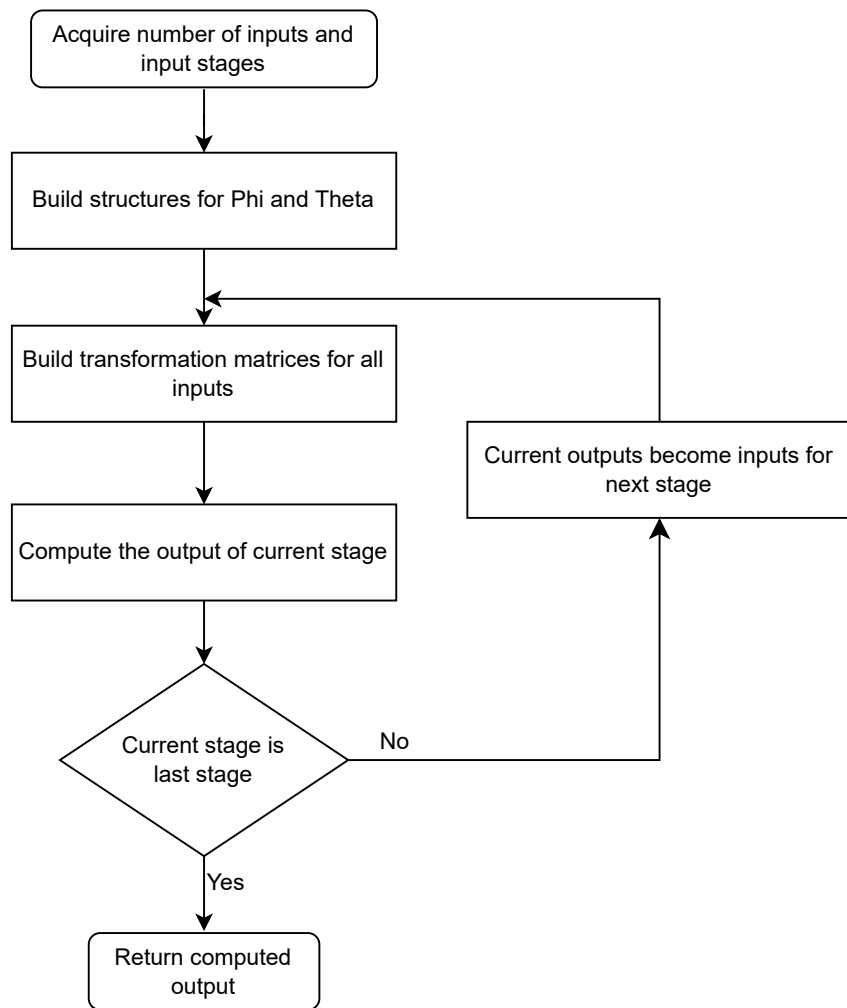 Acquire number of inputs and
input stages
Build structures for Phi and Theta
Build transformation matrices for all
inputs
Current outputs become inputs for
next stage
Compute the output of current stage
Current stage is
last stage
No
Yes
Return computed
output